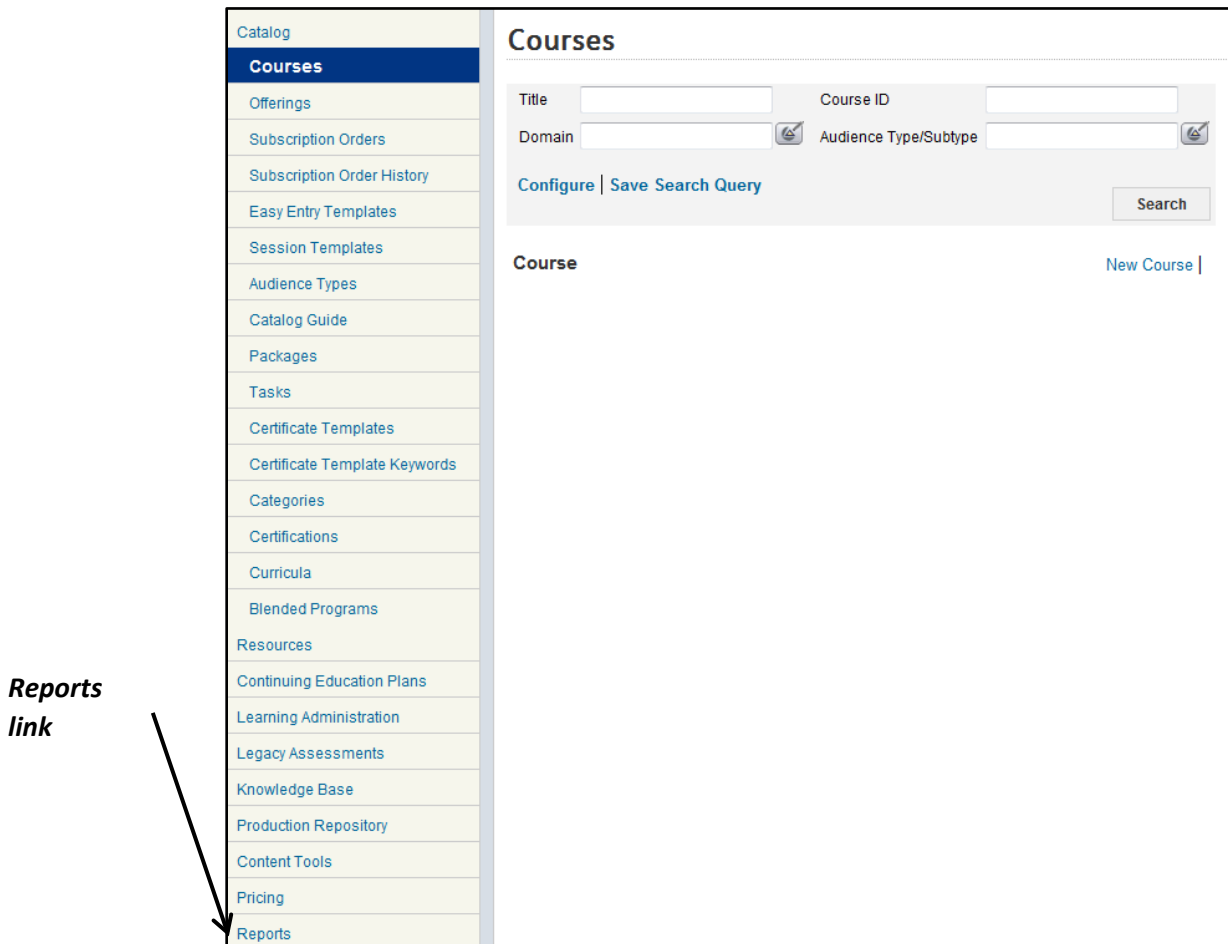 Catalog
Courses
Offerings
Subscription Orders
Subscription Order History
Easy Entry Templates
Session Templates
Audience Types
Catalog Guide
Packages
Tasks
Certificate Templates
Certificate Template Keywords
Categories
Certifications
Curricula
Blended Programs
Resources
Continuing Education Plans
Learning Administration
Legacy Assessments
Knowledge Base
Production Repository
Content Tools
Pricing
Reports
Reports
link
Courses
Title Course ID
Domain Audience Type/Subtype
Configure | Save Search Query
Search
Course New Course |